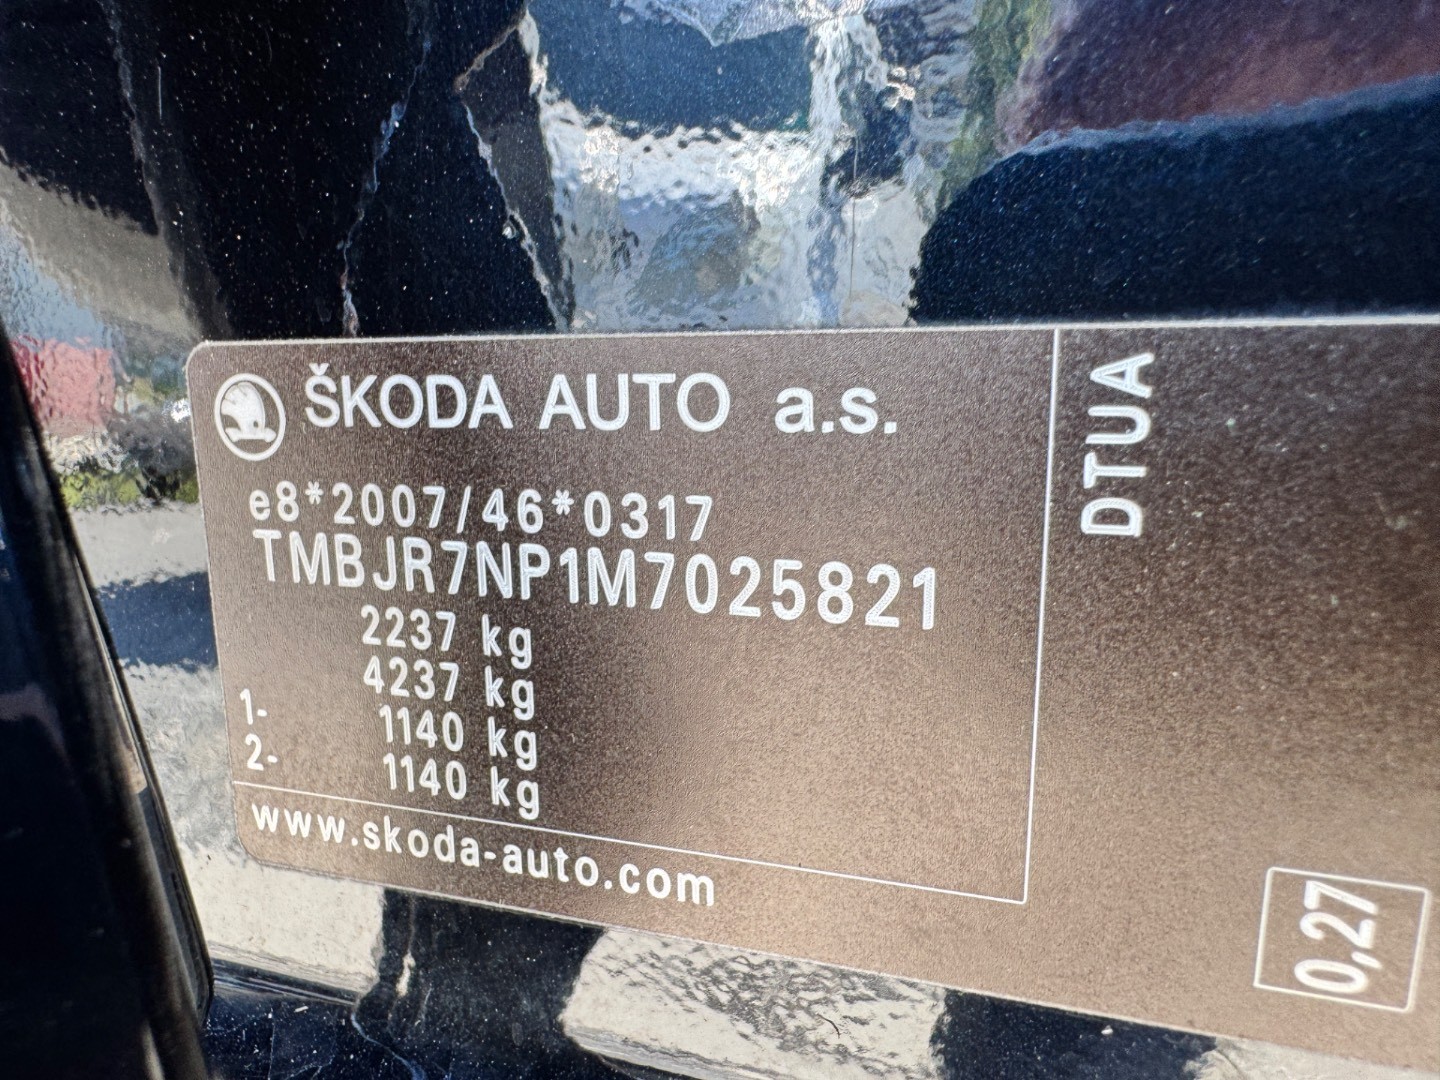 ŠKODA AUTO a.s.
e8*2007/46*0317
TMBJR7NP1M7025821
2237 kg
4237 kg
1- 1140 kg
2- 1140 kg
www.skoda-auto.com
DTUA
0,27